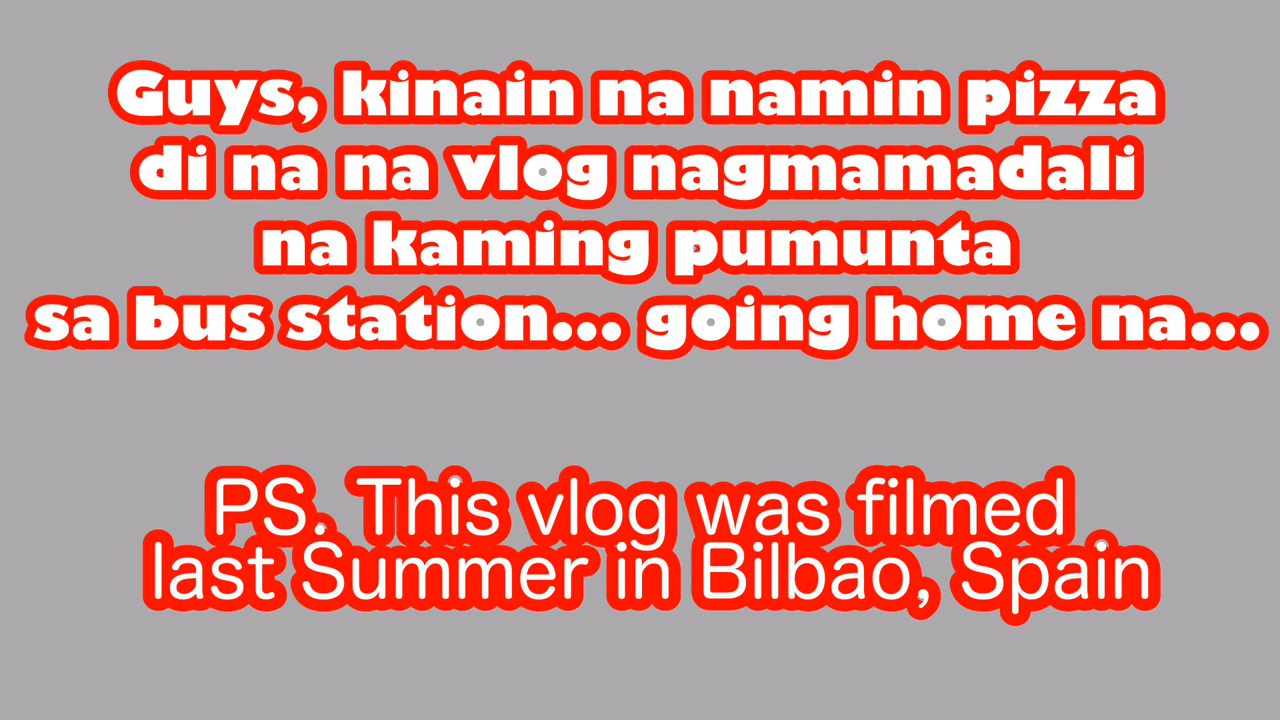 Guys, kinain na namin pizza
di na na vlog nagmamadali
na kaming pumunta
sa bus station... going home na...
PS. This vlog was filmed
last Summer in Bilbao, Spain